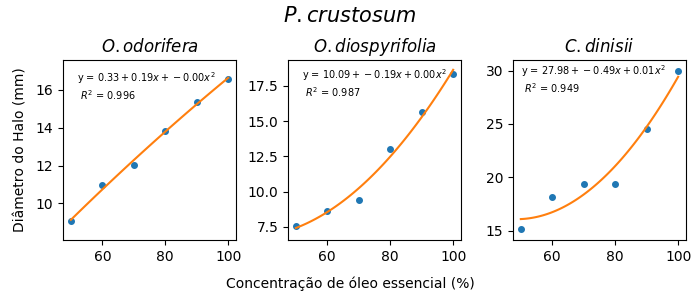 P. crustosum
O. odorifera
O. diospyrifolia
C. dinisii
Diâmetro do Halo (mm)
y = 0.33 + 0.19x + −0.00x²
R² = 0.996
16
14
12
10
60
80
100
y = 10.09 + −0.19x + 0.00x²
R² = 0.987
17.5
15.0
12.5
10.0
7.5
60
80
100
y = 27.98 + −0.49x + 0.01x²
R² = 0.949
30
25
20
15
60
80
100
Concentração de óleo essencial (%)